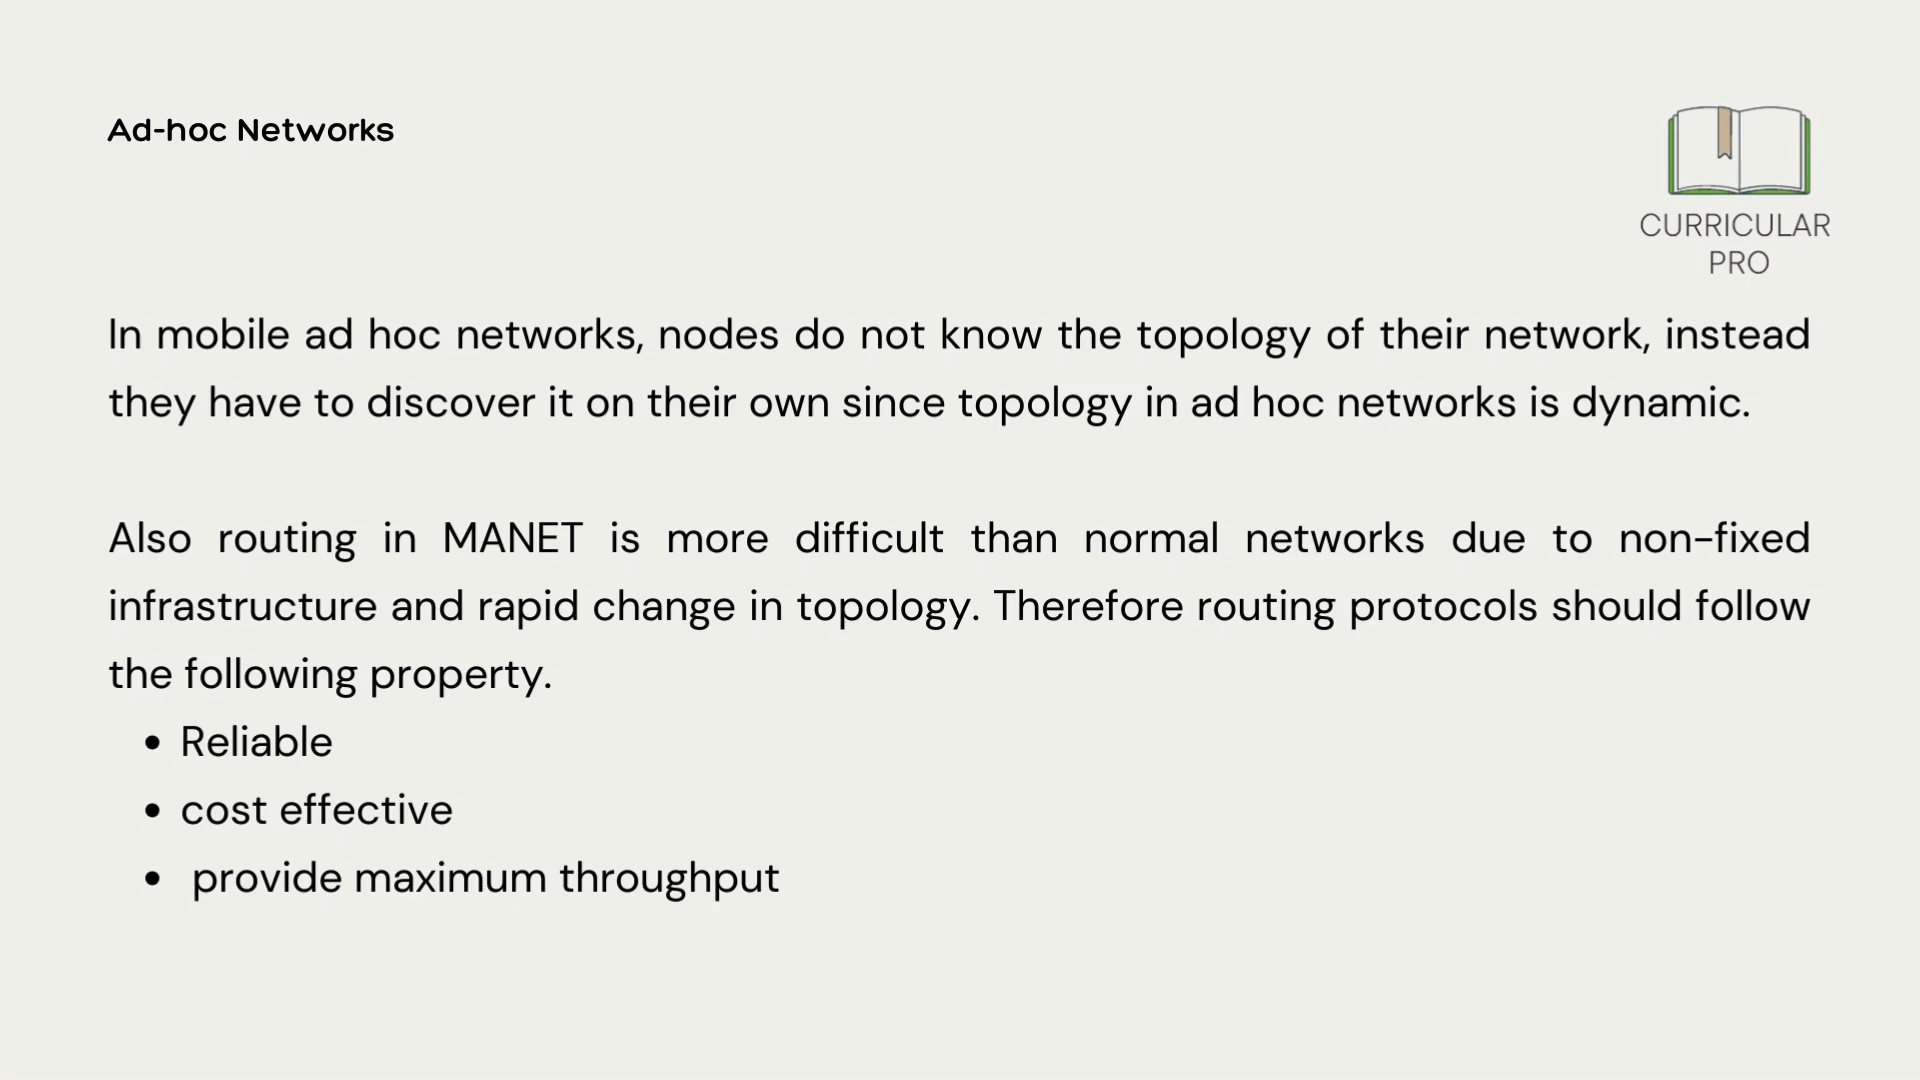 Ad-hoc Networks
CURRICULAR
PRO
In mobile ad hoc networks, nodes do not know the topology of their network, instead
they have to discover it on their own since topology in ad hoc networks is dynamic.
Also routing in MANET is more difficult than normal networks due to non-fixed
infrastructure and rapid change in topology. Therefore routing protocols should follow
the following property.
• Reliable
• cost effective
• provide maximum throughput